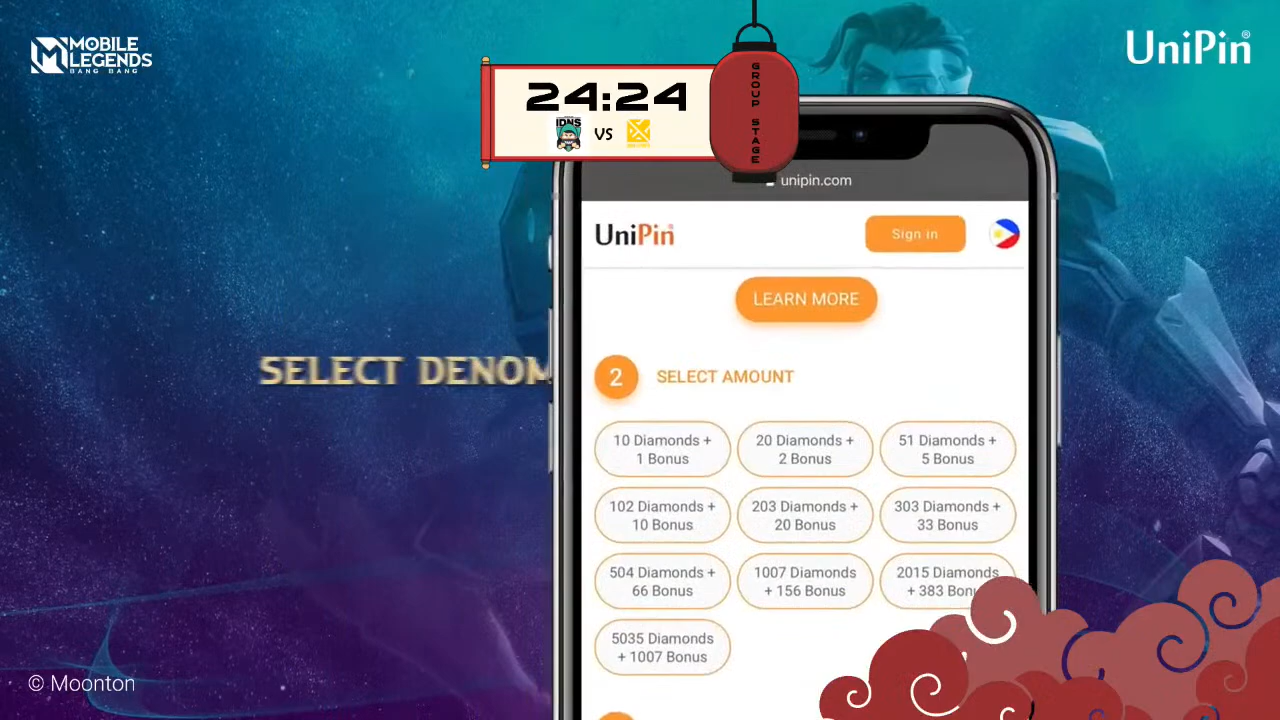 MOBILE
LEGENDS
BANG BANG
24:24
IDNS
VS
GROUP STAGE
UniPin®
unipin.com
UniPin
Sign in
LEARN MORE
SELECT DENOM
2
SELECT AMOUNT
10 Diamonds +
1 Bonus
20 Diamonds +
2 Bonus
51 Diamonds +
5 Bonus
102 Diamonds +
10 Bonus
203 Diamonds +
20 Bonus
303 Diamonds +
33 Bonus
504 Diamonds +
66 Bonus
1007 Diamonds
+ 156 Bonus
2015 Diamonds
+ 383 Bonu
5035 Diamonds
+ 1007 Bonus
© Moonton